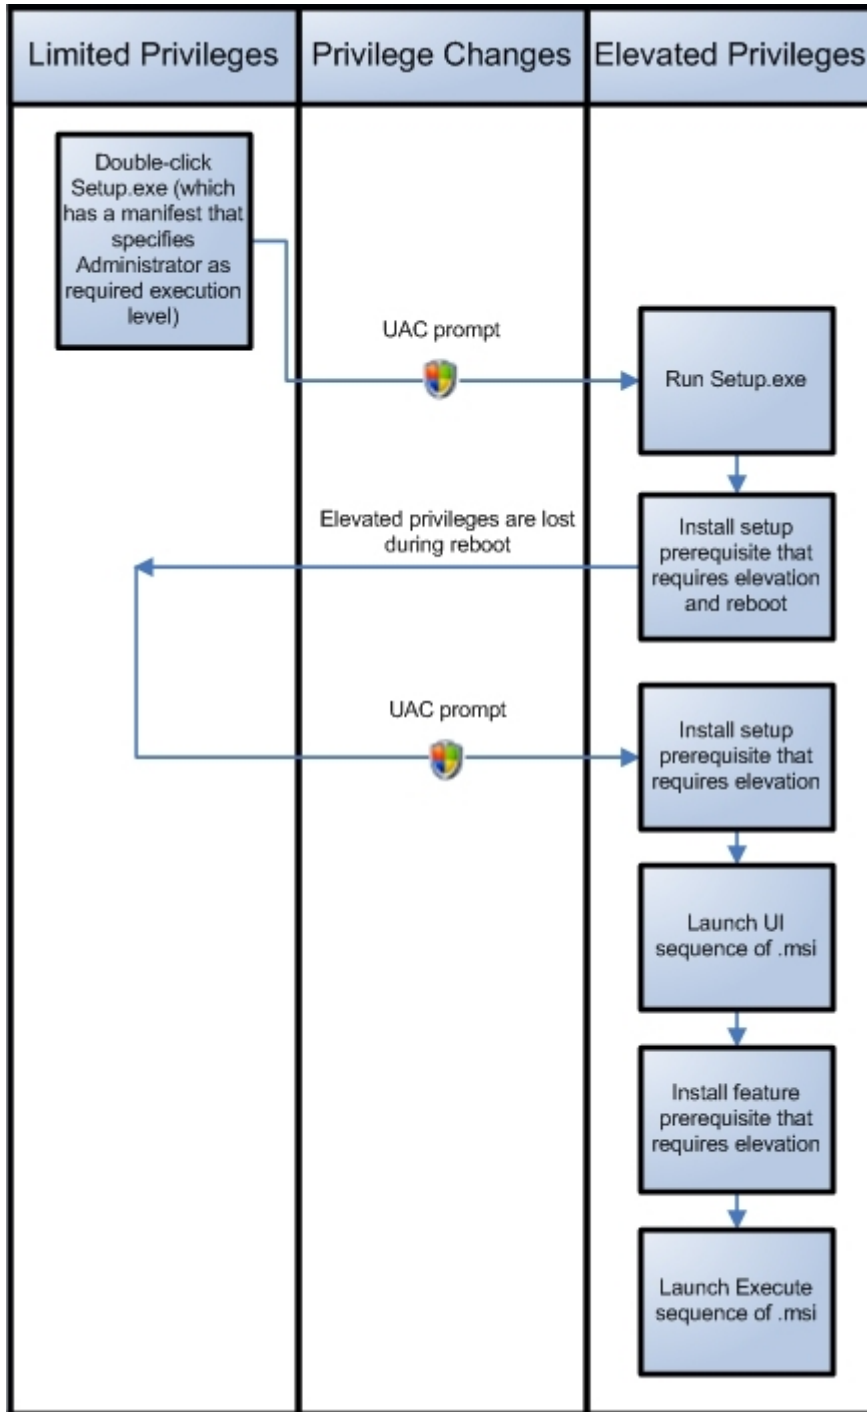 Limited Privileges
Privilege Changes
Elevated Privileges
Double-click
Setup.exe (which
has a manifest that
specifies
Administrator as
required execution
level)
UAC prompt
Run Setup.exe
Elevated privileges are lost
during reboot
Install setup
prerequisite that
requires elevation
and reboot
UAC prompt
Install setup
prerequisite that
requires elevation
Launch UI
sequence of .msi
Install feature
prerequisite that
requires elevation
Launch Execute
sequence of .msi